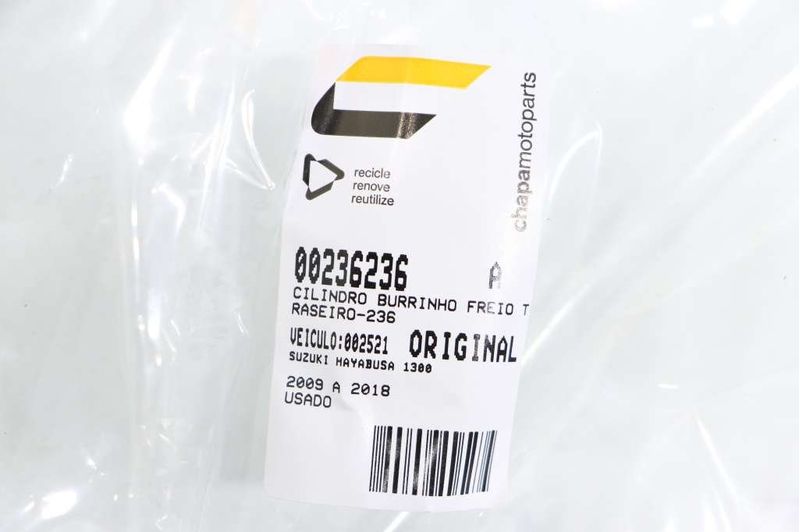 chapamotoparts
recicle
renove
reutilize
00236236 A
CILINDRO BURRINHO FREIO T
RASEIRO-236
VEICULO:002521 ORIGINAL
SUZUKI HAYABUSA 1300
2009 A 2018
USADO